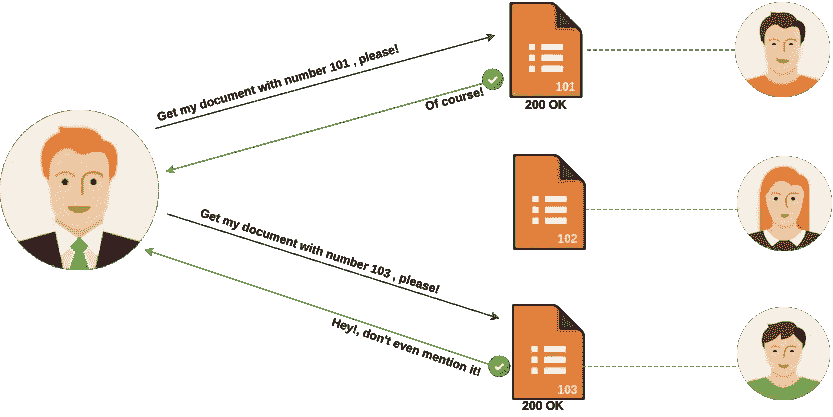 Get my document with number 101 , please!
Of course!
101
200 OK
102
Get my document with number 103 , please!
Hey!, don't even mention it!
103
200 OK